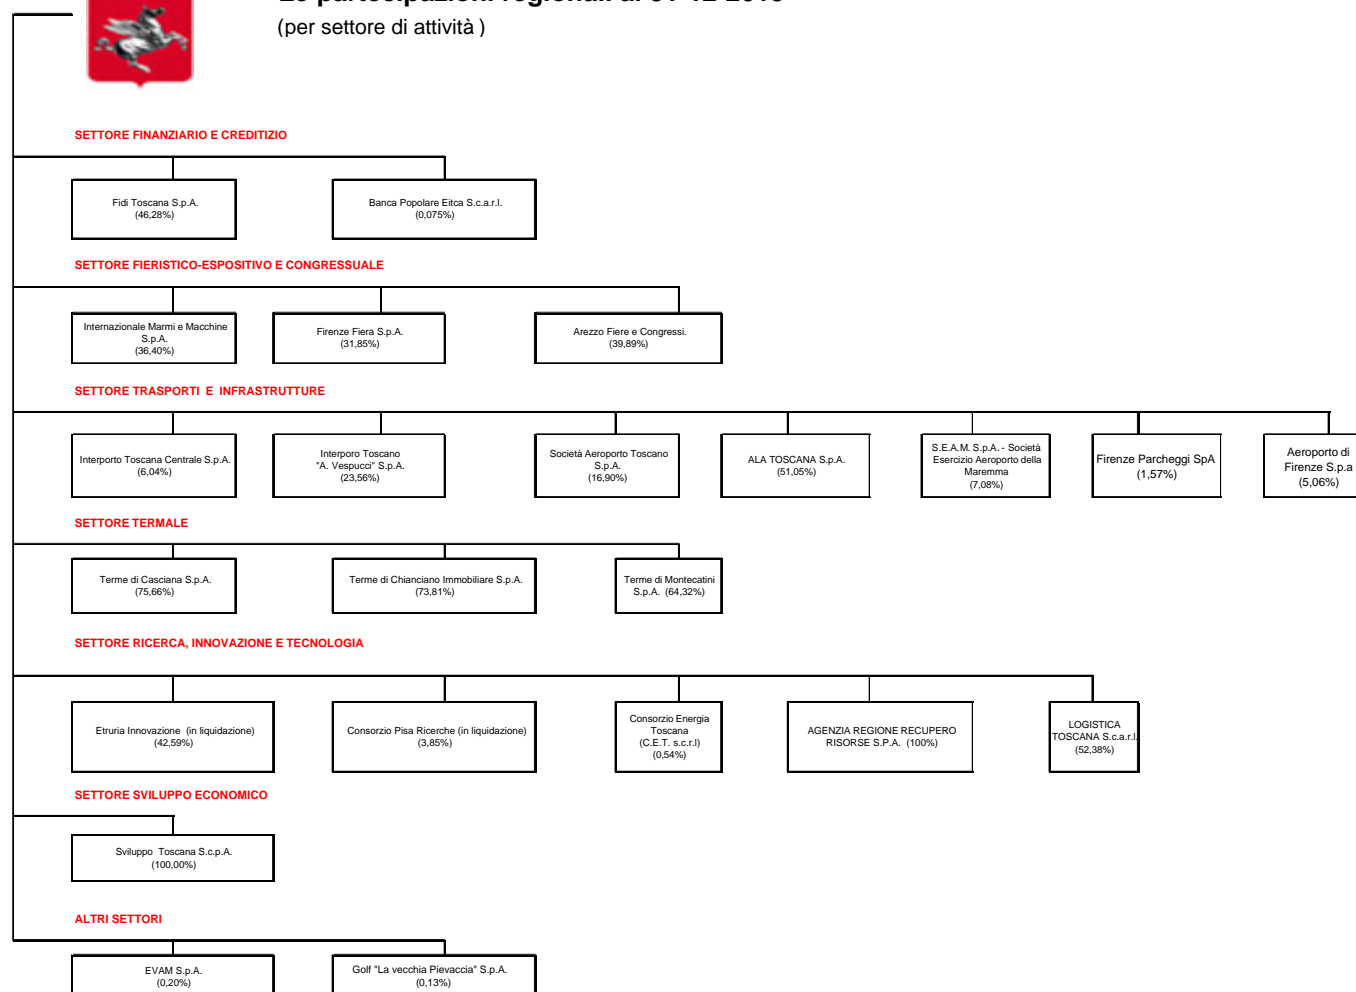 (per settore di attività )
SETTORE FINANZIARIO E CREDITIZIO
Fidi Toscana S.p.A.
(46,28%)
Banca Popolare Eitca S.c.a.r.l.
(0,075%)
SETTORE FIERISTICO-ESPOSITIVO E CONGRESSUALE
Internazionale Marmi e Macchine
S.p.A.
(36,40%)
Firenze Fiera S.p.A.
(31,85%)
Arezzo Fiere e Congressi.
(39,89%)
SETTORE TRASPORTI E INFRASTRUTTURE
Interporto Toscana Centrale S.p.A.
(6,04%)
Interporo Toscano
"A. Vespucci" S.p.A.
(23,56%)
Società Aeroporto Toscano
S.p.A.
(16,90%)
ALA TOSCANA S.p.A.
(51,05%)
S.E.A.M. S.p.A. - Società
Esercizio Aeroporto della
Maremma
(7,08%)
Firenze Parcheggi SpA
(1,57%)
Aeroporto di
Firenze S.p.a
(5,06%)
SETTORE TERMALE
Terme di Casciana S.p.A.
(75,66%)
Terme di Chianciano Immobiliare S.p.A.
(73,81%)
Terme di Montecatini
S.p.A. (64,32%)
SETTORE RICERCA, INNOVAZIONE E TECNOLOGIA
Etruria Innovazione (in liquidazione)
(42,59%)
Consorzio Pisa Ricerche (in liquidazione)
(3,85%)
Consorzio Energia
Toscana
(C.E.T. s.c.r.l)
(0,54%)
AGENZIA REGIONE RECUPERO
RISORSE S.P.A. (100%)
LOGISTICA
TOSCANA S.c.a.r.l.
(52,38%)
SETTORE SVILUPPO ECONOMICO
Sviluppo Toscana S.c.p.A.
(100,00%)
ALTRI SETTORI
EVAM S.p.A.
(0,20%)
Golf "La vecchia Pievaccia" S.p.A.
(0,13%)